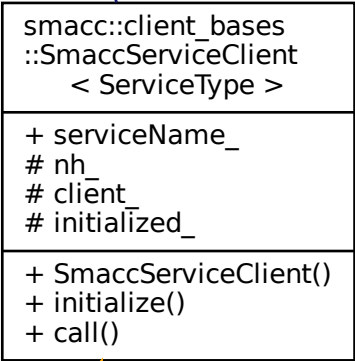 smacc::client_bases
::SmaccServiceClient
< ServiceType >
+ serviceName_
# nh_
# client_
# initialized_
+ SmaccServiceClient()
+ initialize()
+ call()